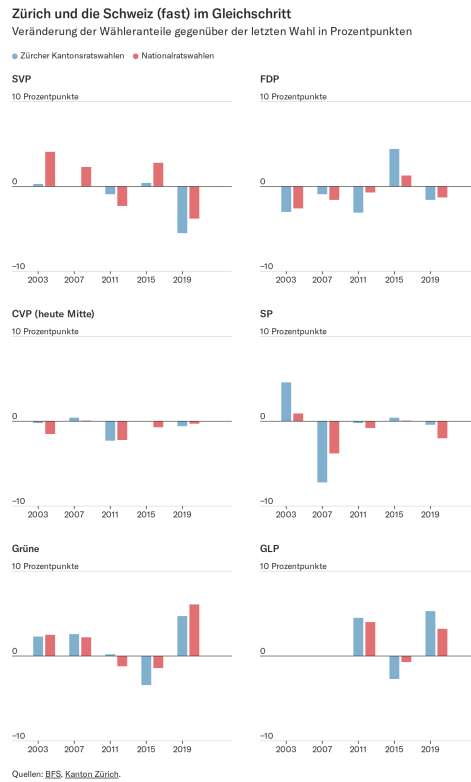 Zürich und die Schweiz (fast) im Gleichschritt
Veränderung der Wähleranteile gegenüber der letzten Wahl in Prozentpunkten
Zürcher Kantonsratswahlen Nationalratswahlen
SVP
10 Prozentpunkte
0
–10
2003 2007 2011 2015 2019
FDP
10 Prozentpunkte
0
–10
2003 2007 2011 2015 2019
CVP (heute Mitte)
10 Prozentpunkte
0
–10
2003 2007 2011 2015 2019
SP
10 Prozentpunkte
0
–10
2003 2007 2011 2015 2019
Grüne
10 Prozentpunkte
0
–10
2003 2007 2011 2015 2019
GLP
10 Prozentpunkte
0
–10
2003 2007 2011 2015 2019
Quellen: BFS, Kanton Zürich.